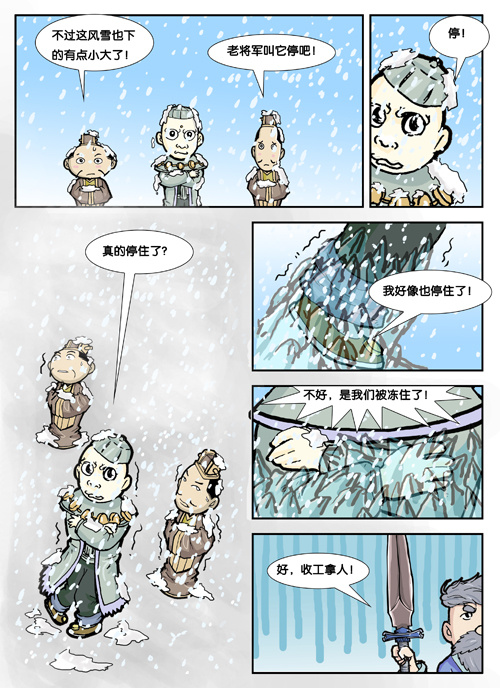 不过这风雪也下
的有点小大了!
老将军叫它停吧!
停!
真的停住了?
我好像也停住了!
不好,是我们被冻住了!
好,收工拿人!